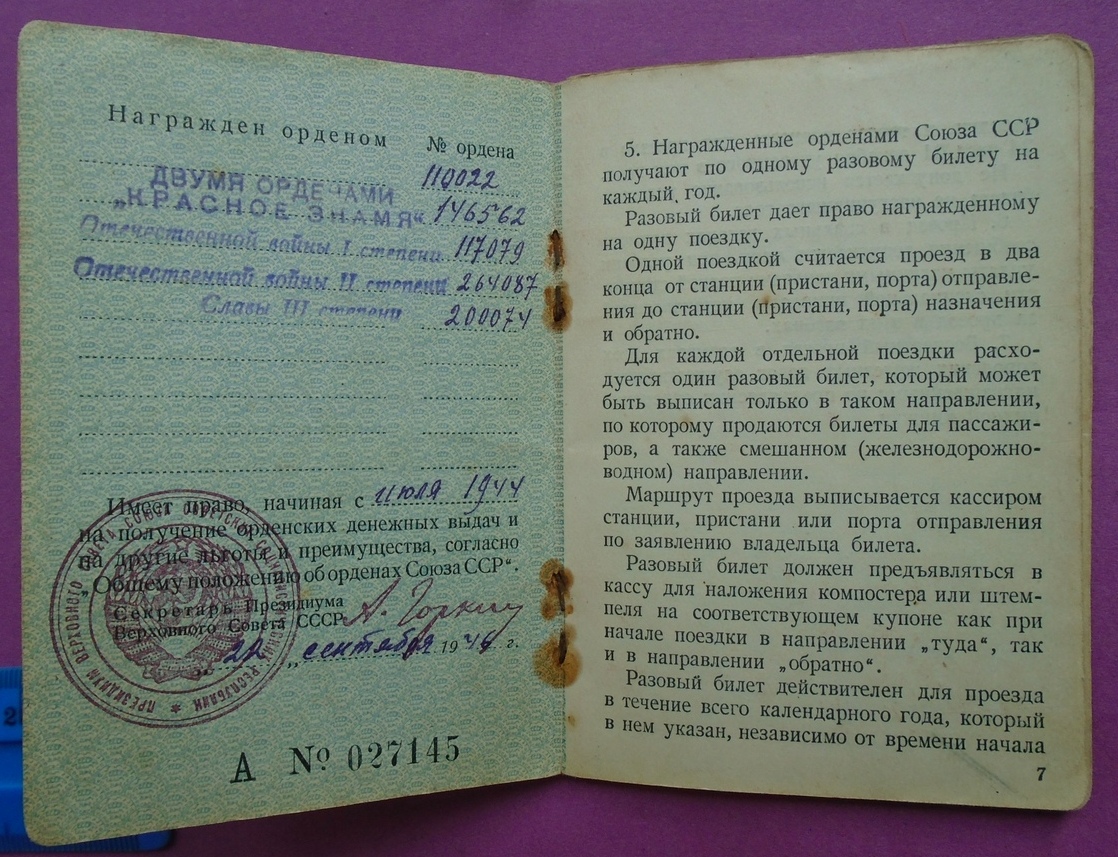 Награжден орденом № ордена
ДВУМЯ ОРДЕНАМИ 110022
„КРАСНОЕ ЗНАМЯ“ 146562
Отечественной войны I степени 117079
Отечественной войны II степени 264087
Славы III степени 200074
Имеет право, начиная с июля 1944
на получение орденских денежных выдач и
на другие льготы и преимущества, согласно
„Общему положению об орденах Союза ССР“.
Секретарь Президиума
Верховного Совета СССР А. Горкин
„22„ сентября 1946 г.
А № 027145
ПРЕЗИДИУМ ВЕРХОВНОГО СОВЕТА СОЮЗА СОВЕТСКИХ РЕСПУБЛИК
5. Награжденные орденами Союза ССР
получают по одному разовому билету на
каждый год.
Разовый билет дает право награжденному
на одну поездку.
Одной поездкой считается проезд в два
конца от станции (пристани, порта) отправле-
ния до станции (пристани, порта) назначения
и обратно.
Для каждой отдельной поездки расхо-
дуется один разовый билет, который может
быть выписан только в таком направлении,
по которому продаются билеты для пассажи-
ров, а также смешанном (железнодорожно-
водном) направлении.
Маршрут проезда выписывается кассиром
станции, пристани или порта отправления
по заявлению владельца билета.
Разовый билет должен предъявляться в
кассу для наложения компостера или штем-
пеля на соответствующем купоне как при
начале поездки в направлении „туда“, так
и в направлении „обратно“.
Разовый билет действителен для проезда
в течение всего календарного года, который
в нем указан, независимо от времени начала
7